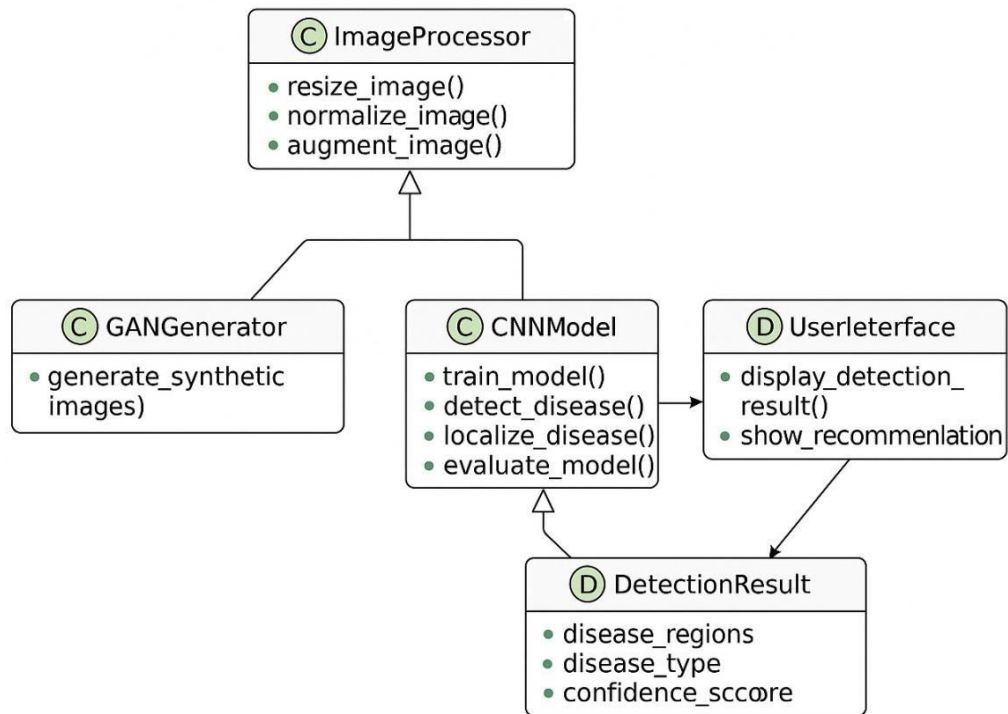 C ImageProcessor
resize_image()
normalize_image()
augment_image()
C GANGenerator
generate_synthetic
images)
C CNNModel
train_model()
detect_disease()
localize_disease()
evaluate_model()
D Userleterface
display_detection_
result()
show_recommenlation
D DetectionResult
disease_regions
disease_type
confidence_sccore